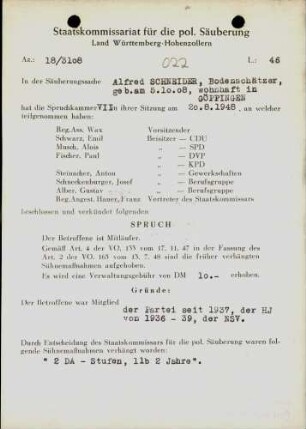 Staatskommissariat für die pol. Säuberung
Land Württemberg-Hohenzollern
Az.: 18/3108 022 L: 46
In der Säuberungssache Alfred SCHNEIDER, Bodenschätzer,
geb.am 5.10.08, wohnhaft in
GÖPPINGEN
hat die Spruchkammer VII in ihrer Sitzung am 20.8.1948, an welcher
teilgenommen haben:
Reg.Ass. Wax Vorsitzender
Schwarz, Emil Beisitzer — CDU
Musch, Alois „ — SPD
Fischer, Paul „ — DVP
„ — KPD
Steinacher, Anton „ — Gewerkschaften
Schneckenburger, Josef „ — Berufsgruppe
Alber, Gustav „ — Berufsgruppe
Reg.Angest. Hauer, Franz Vertreter des Staatskommissars
beschlossen und verkündet folgenden
SPRUCH
Der Betroffene ist Mitläufer.
Gemäß Art. 4 der VO. 133 vom 17. 11. 47 in der Fassung des
Art. 2 der VO. 165 vom 13. 7. 48 sind die früher verhängten
Sühnemaßnahmen aufgehoben.
Es wird eine Verwaltungsgebühr von DM 10.- erhoben.
Gründe:
Der Betroffene war Mitglied
der Partei seit 1937, der HJ
von 1936 - 39, der NSV.
Durch Entscheidung des Staatskommissars für die pol. Säuberung waren fol-
gende Sühnemaßnahmen verhängt worden:
" 2 DA - Stufen, 11b 2 Jahre".